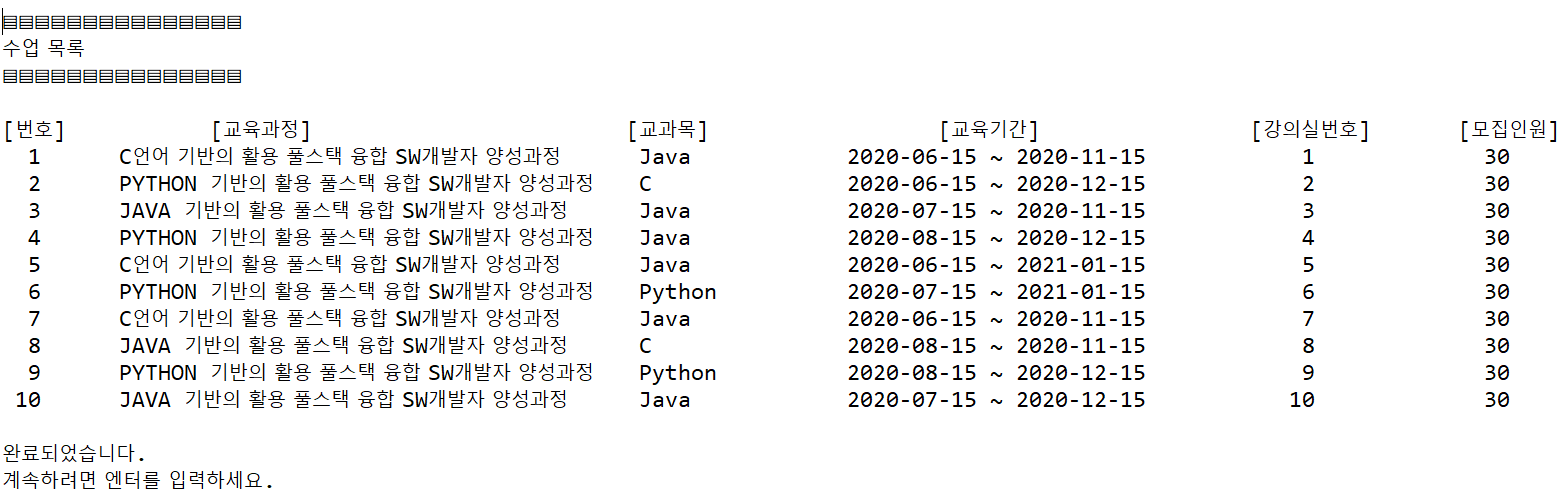 ▤▤▤▤▤▤▤▤▤▤▤▤▤▤▤
수업 목록
▤▤▤▤▤▤▤▤▤▤▤▤▤▤▤
[번호] [교육과정] [교과목] [교육기간] [강의실번호] [모집인원]
1 C언어 기반의 활용 풀스택 융합 SW개발자 양성과정 Java 2020-06-15 ~ 2020-11-15 1 30
2 PYTHON 기반의 활용 풀스택 융합 SW개발자 양성과정 C 2020-06-15 ~ 2020-12-15 2 30
3 JAVA 기반의 활용 풀스택 융합 SW개발자 양성과정 Java 2020-07-15 ~ 2020-11-15 3 30
4 PYTHON 기반의 활용 풀스택 융합 SW개발자 양성과정 Java 2020-08-15 ~ 2020-12-15 4 30
5 C언어 기반의 활용 풀스택 융합 SW개발자 양성과정 Java 2020-06-15 ~ 2021-01-15 5 30
6 PYTHON 기반의 활용 풀스택 융합 SW개발자 양성과정 Python 2020-07-15 ~ 2021-01-15 6 30
7 C언어 기반의 활용 풀스택 융합 SW개발자 양성과정 Java 2020-06-15 ~ 2020-11-15 7 30
8 JAVA 기반의 활용 풀스택 융합 SW개발자 양성과정 C 2020-08-15 ~ 2020-11-15 8 30
9 PYTHON 기반의 활용 풀스택 융합 SW개발자 양성과정 Python 2020-08-15 ~ 2020-12-15 9 30
10 JAVA 기반의 활용 풀스택 융합 SW개발자 양성과정 Java 2020-07-15 ~ 2020-12-15 10 30
완료되었습니다.
계속하려면 엔터를 입력하세요.